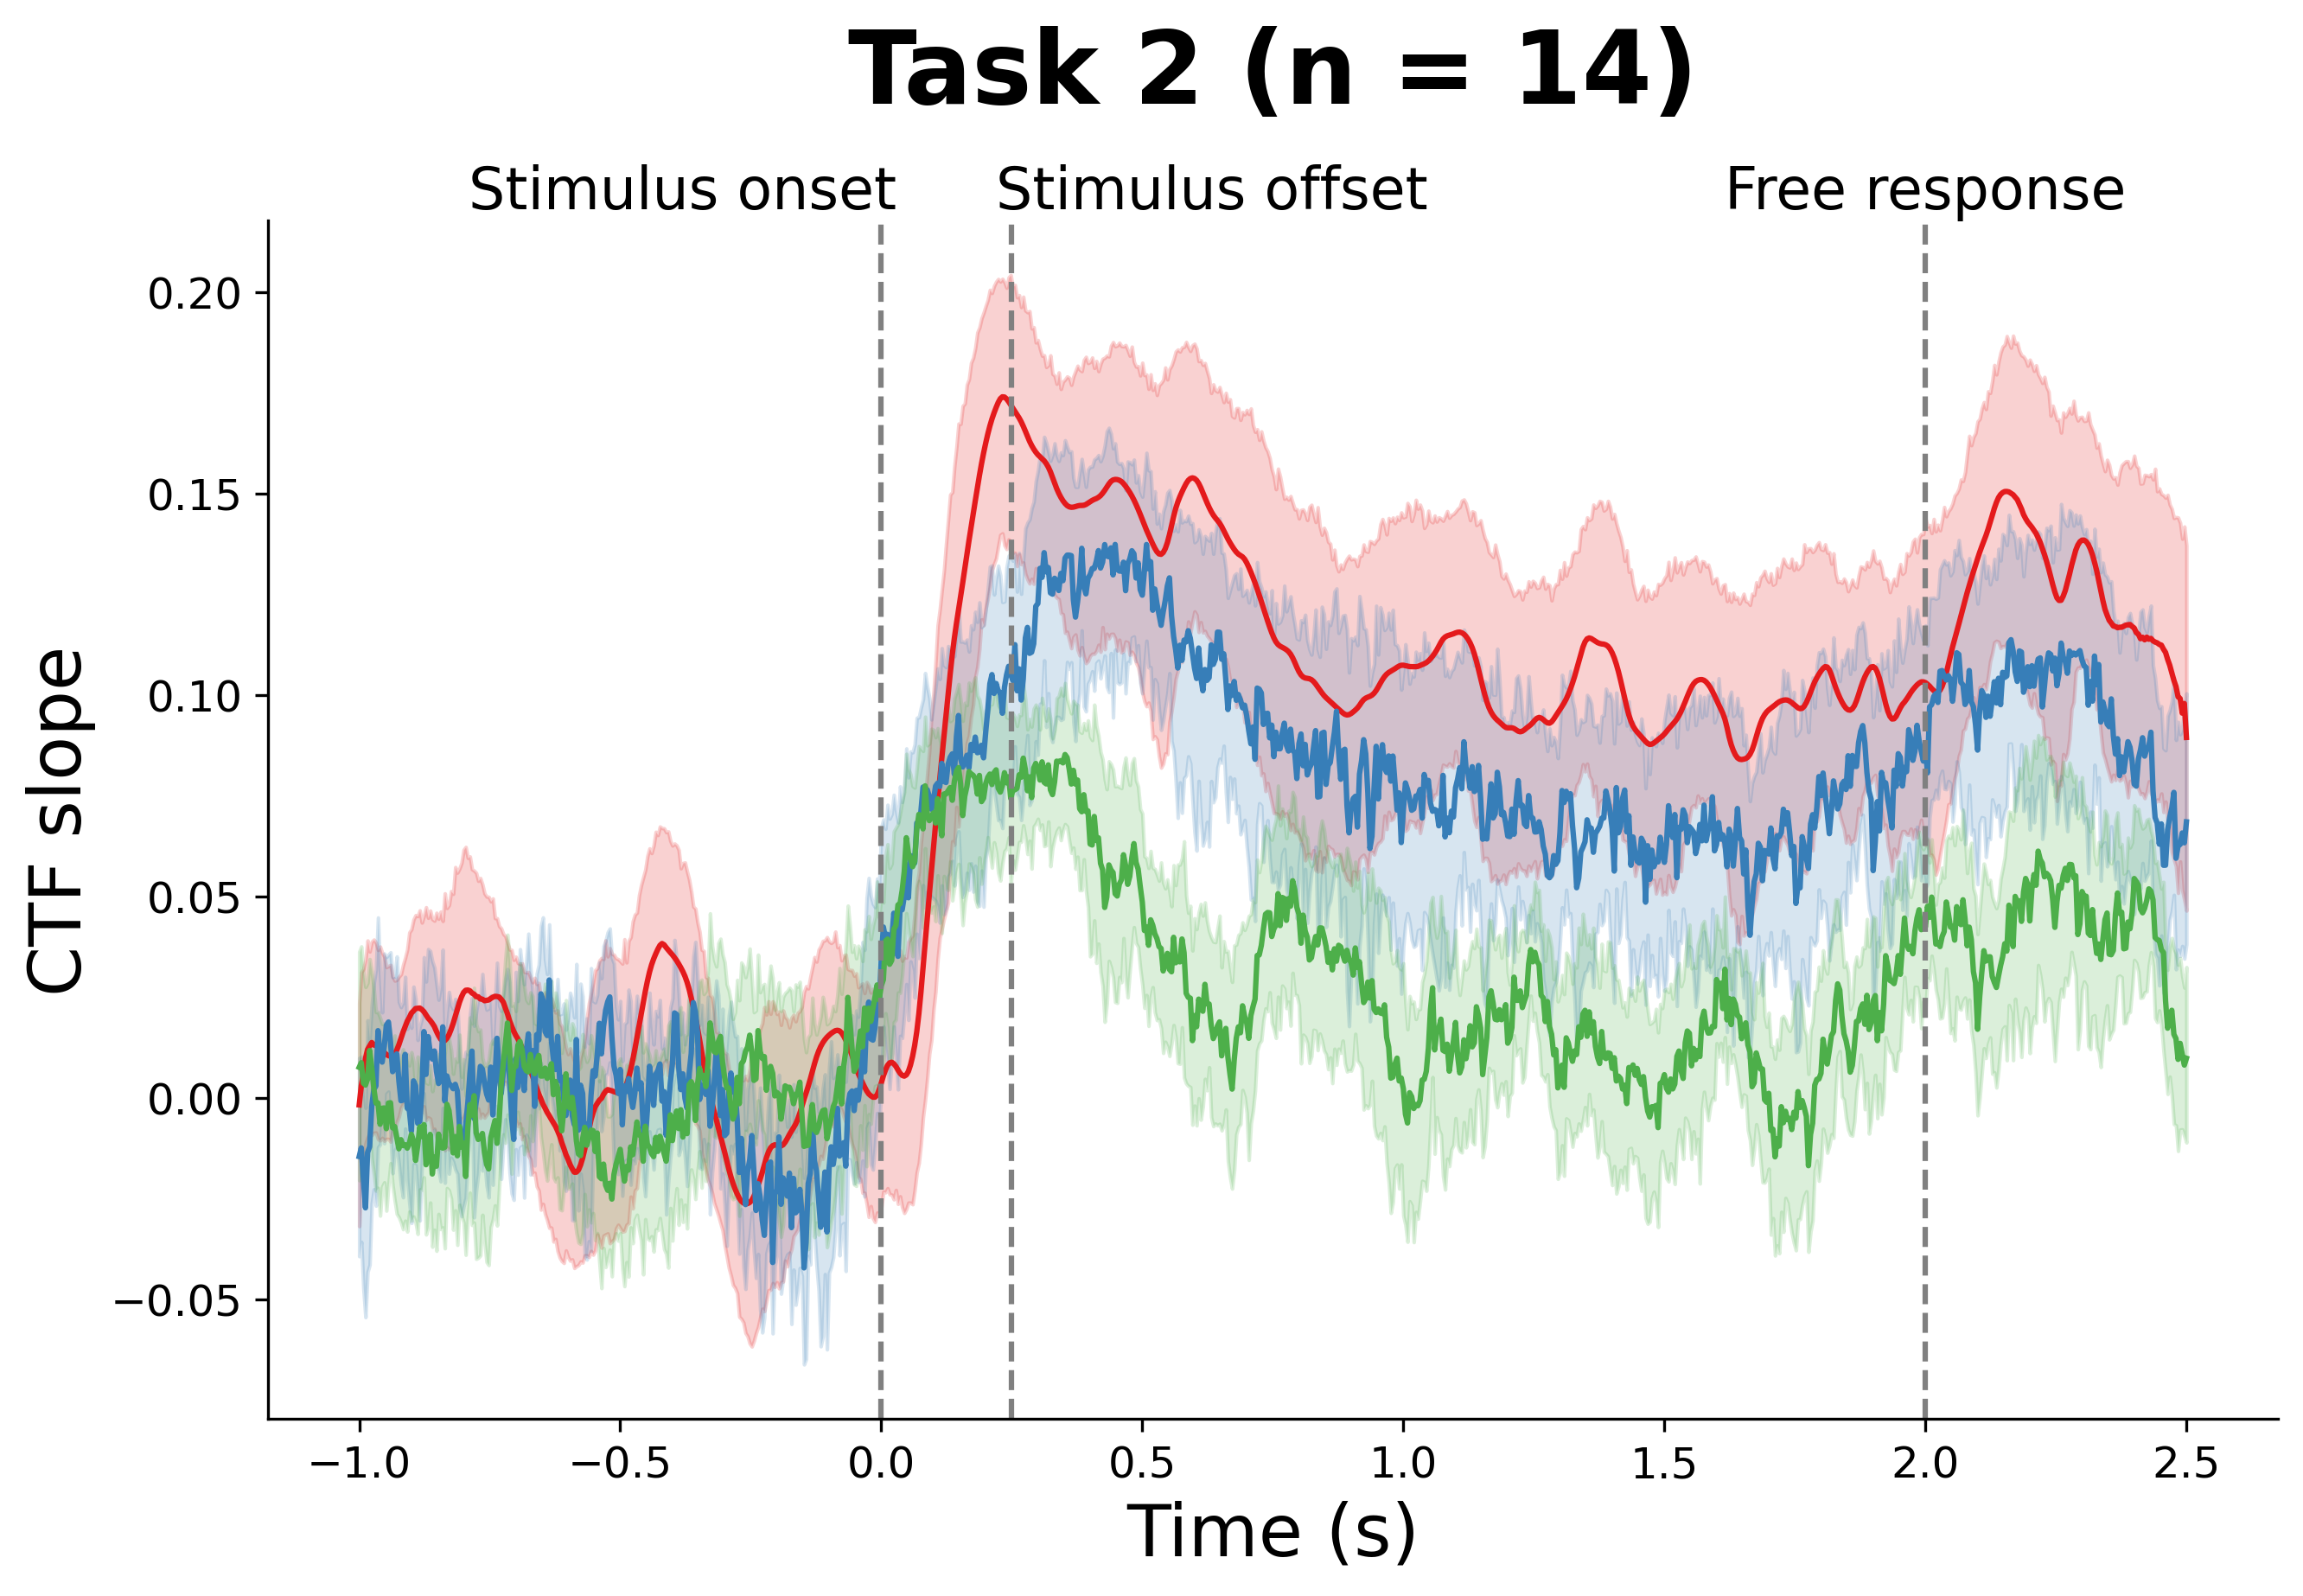 Task 2 (n = 14)
Stimulus onset
Stimulus offset
Free response
CTF slope
0.20
0.15
0.10
0.05
0.00
−0.05
−1.0
−0.5
0.0
0.5
1.0
1.5
2.0
2.5
Time (s)